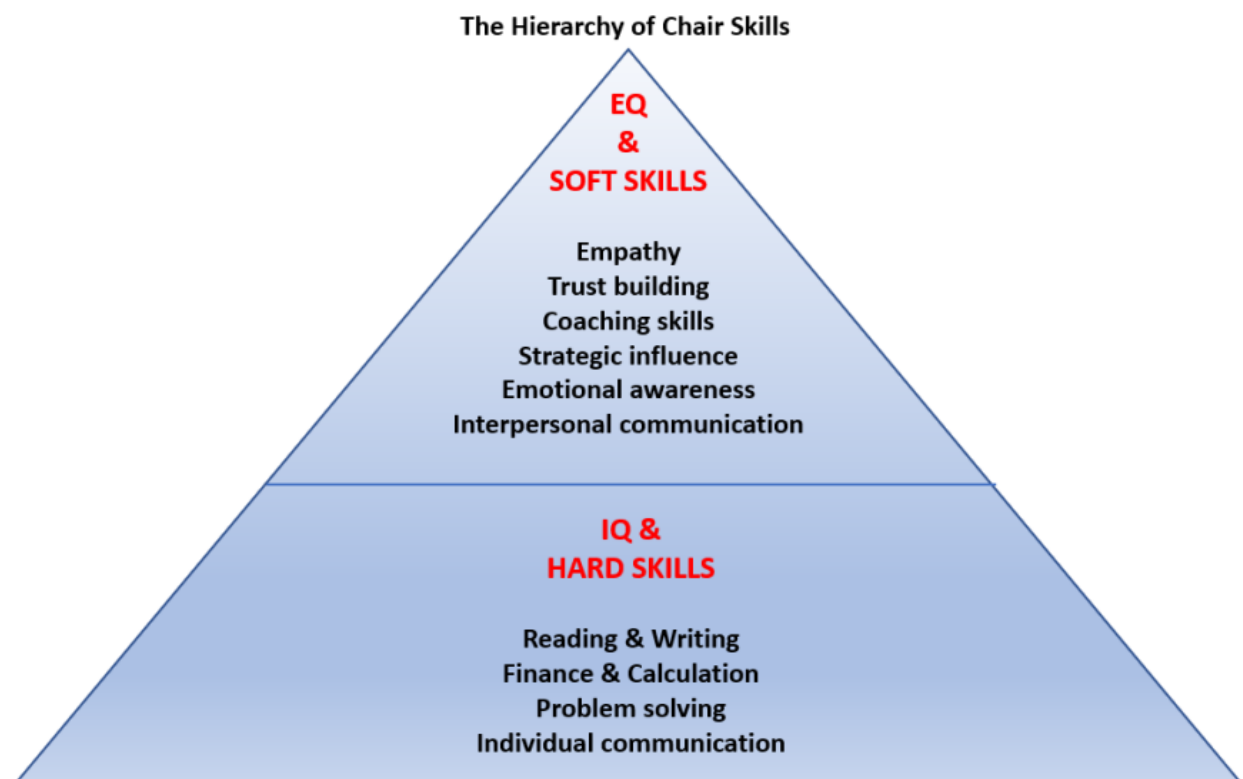 The Hierarchy of Chair Skills
EQ
&
SOFT SKILLS
Empathy
Trust building
Coaching skills
Strategic influence
Emotional awareness
Interpersonal communication
IQ &
HARD SKILLS
Reading & Writing
Finance & Calculation
Problem solving
Individual communication